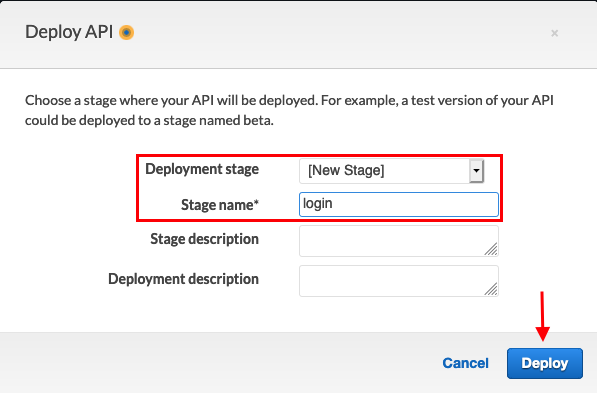 Deploy API
×
Choose a stage where your API will be deployed. For example, a test version of your API
could be deployed to a stage named beta.
Deployment stage [New Stage]
Stage name* login
Stage description
Deployment description
Cancel Deploy